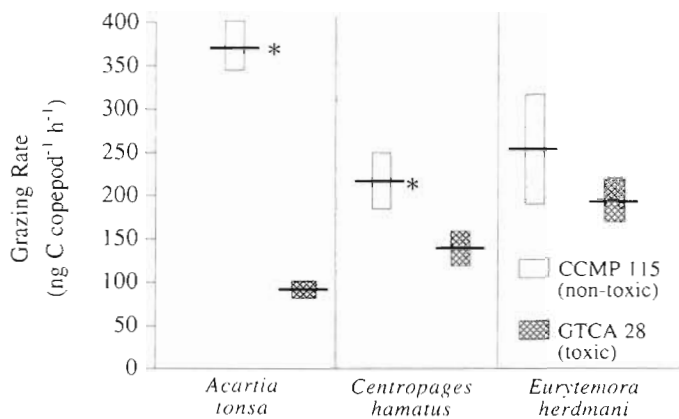 Grazing Rate
(ng C copepod⁻¹ h⁻¹)
400
350
300
250
200
150
100
50
0
*
*
CCMP 115
(non-toxic)
GTCA 28
(toxic)
Acartia
tonsa
Centropages
hamatus
Eurytemora
herdmani